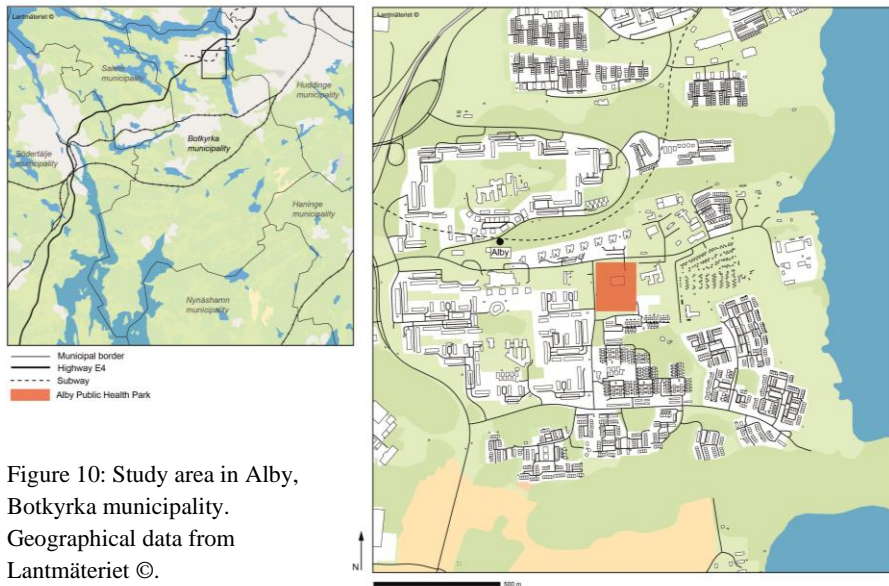 Lantmäteriet ©
Salem
municipality
Huddinge
municipality
Botkyrka
municipality
Södertälje
municipality
Haninge
municipality
Nynäshamn
municipality
Municipal border
Highway E4
Subway
Alby Public Health Park
Figure 10: Study area in Alby,
Botkyrka municipality.
Geographical data from
Lantmäteriet ©.
N
Lantmäteriet ©
Alby
500 m